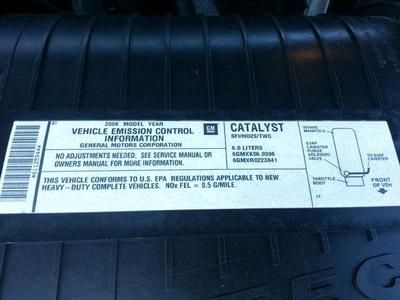 2006 MODEL YEAR
VEHICLE EMISSION CONTROL
INFORMATION
GENERAL MOTORS CORPORATION
GM
CATALYST
SFI/HO2S/TWC
NO ADJUSTMENTS NEEDED. SEE SERVICE MANUAL OR
OWNERS MANUAL FOR MORE INFORMATION.
6.0 LITERS
6GMXK06.0396
6GMXR0223841
THIS VEHICLE CONFORMS TO U.S. EPA REGULATIONS APPLICABLE TO NEW
HEAVY-DUTY COMPLETE VEHICLES. NOx FEL = 0.5 G/MILE.
INTAKE
MANIFOLD
EVAP
CANISTER
PURGE
SOLENOID
VALVE
TO EVAP
CANISTER
THROTTLE
BODY
FRONT
OF VEH